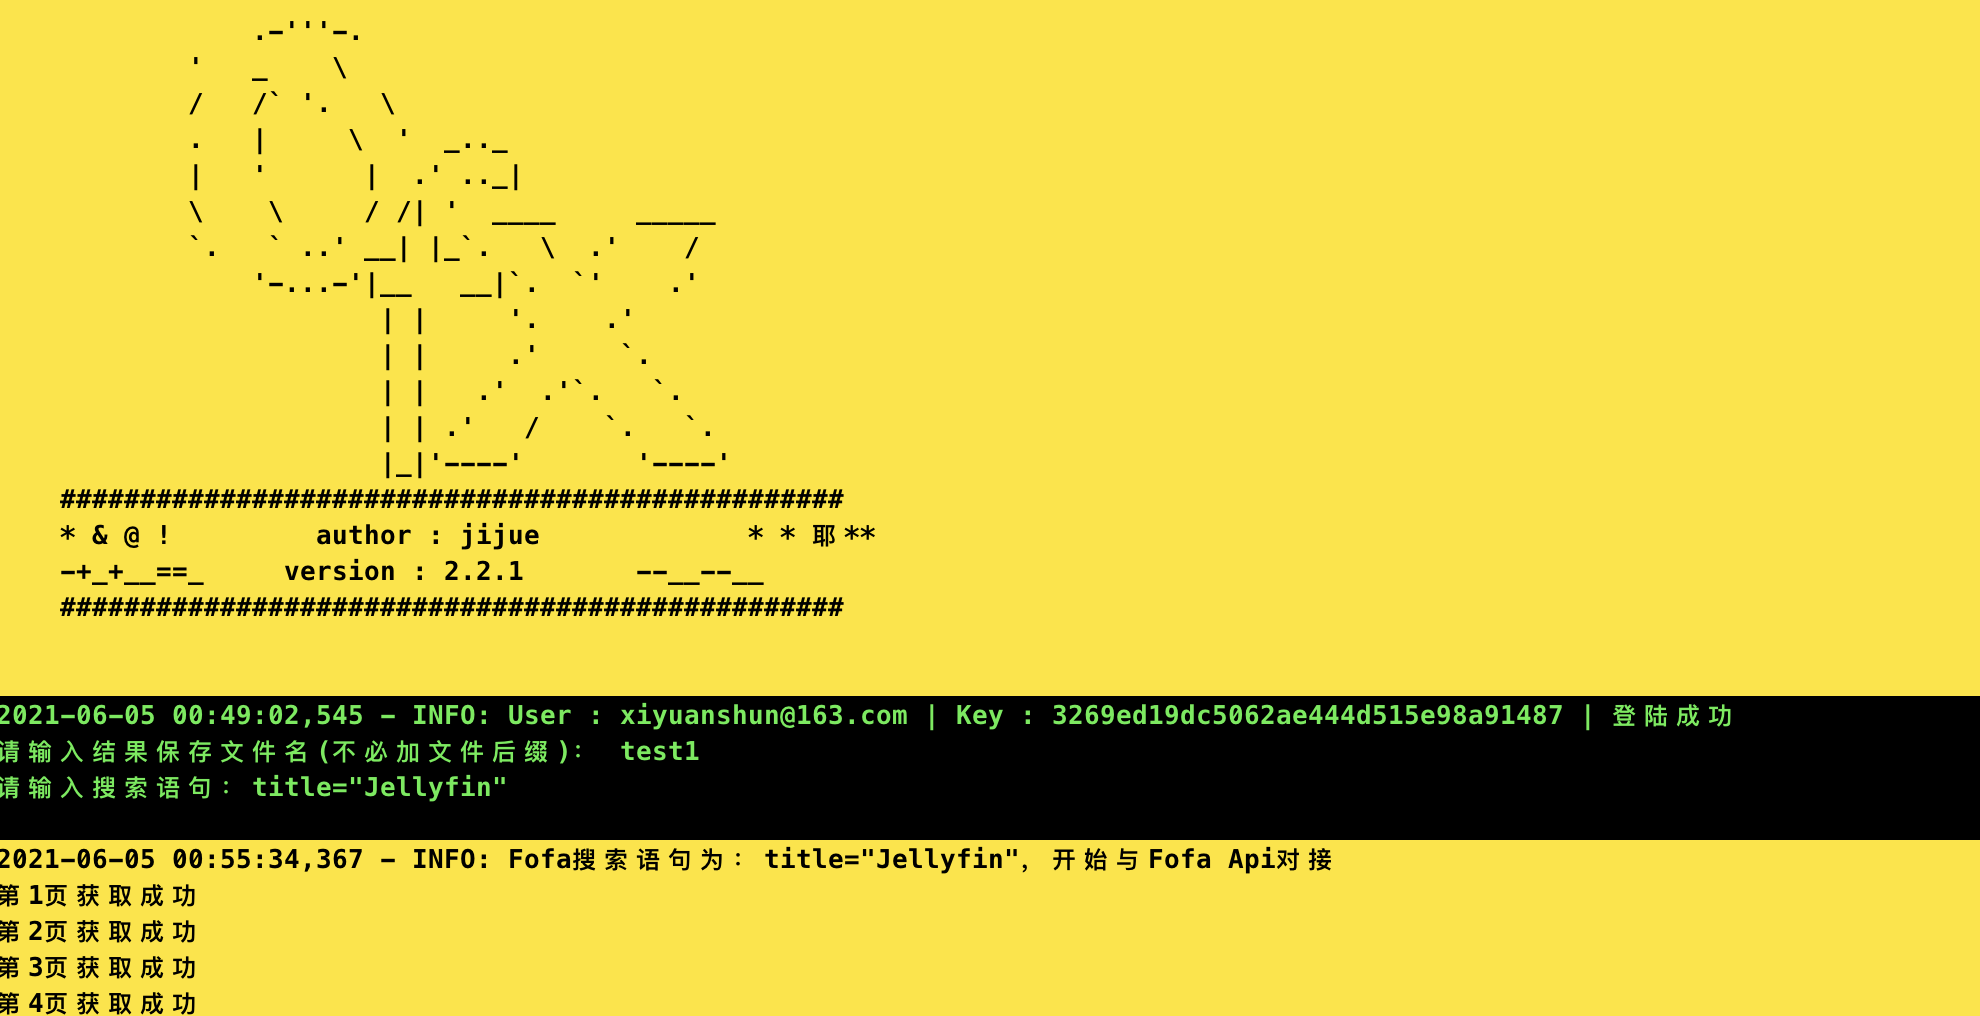 ##################################################
* & @ ! author : jijue * * 耶**
-+_+__==_ version : 2.2.1 --__--__
##################################################
2021-06-05 00:49:02,545 - INFO: User : xiyuanshun@163.com | Key : 3269ed19dc5062ae444d515e98a91487 | 登陆成功
请输入结果保存文件名(不必加文件后缀)： test1
请输入搜索语句：title="Jellyfin"
2021-06-05 00:55:34,367 - INFO: Fofa搜索语句为：title="Jellyfin"，开始与Fofa Api对接
第1页获取成功
第2页获取成功
第3页获取成功
第4页获取成功